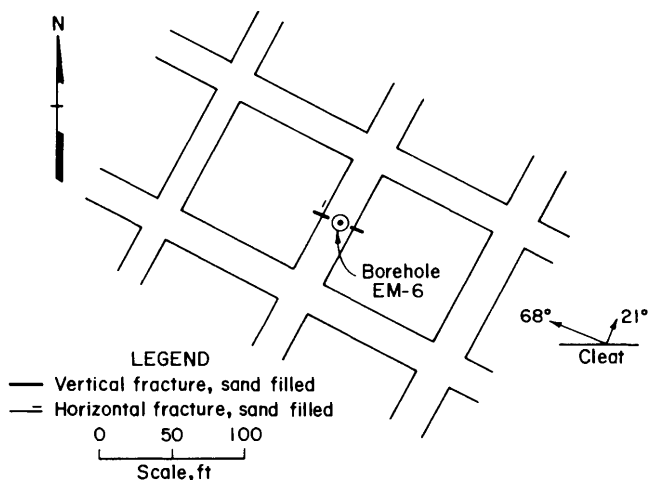 N
Borehole
EM-6
68°
21°
Cleat
LEGEND
Vertical fracture, sand filled
Horizontal fracture, sand filled
0 50 100
Scale, ft